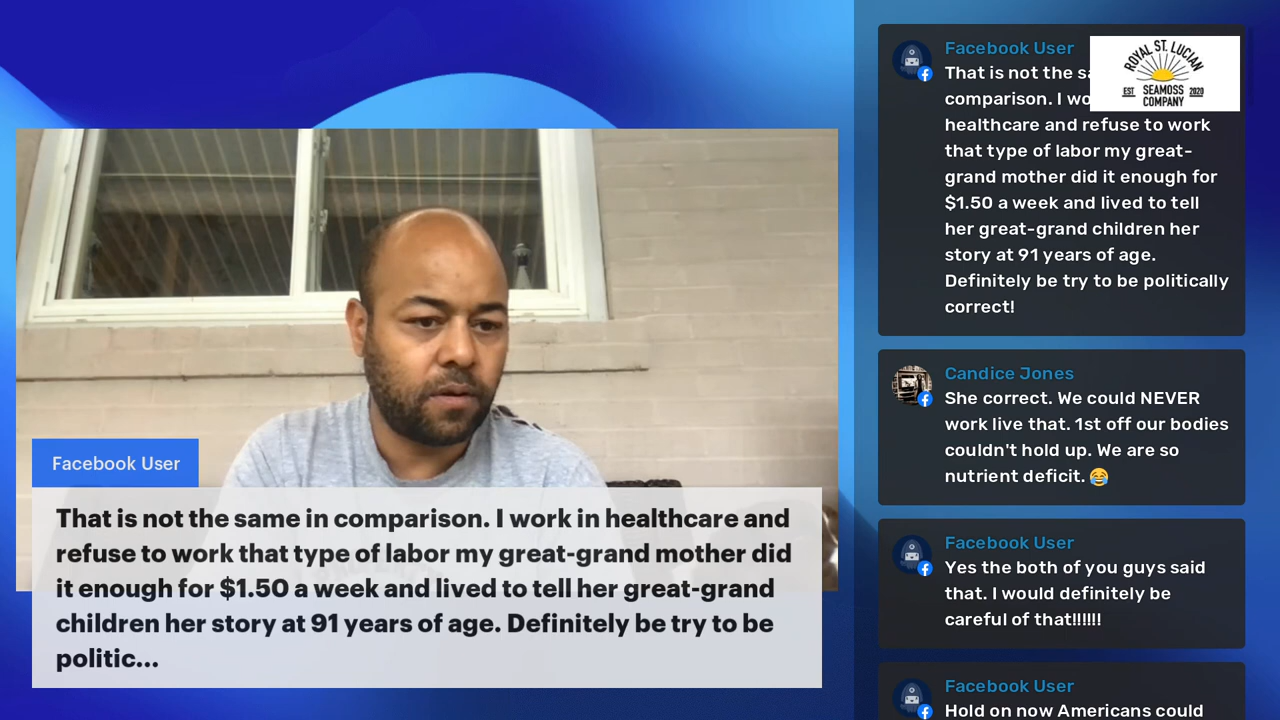 Facebook User
That is not the same in comparison. I work in healthcare and
refuse to work that type of labor my great-grand mother did
it enough for $1.50 a week and lived to tell her great-grand
children her story at 91 years of age. Definitely be try to be
politic...
Facebook User
That is not the
comparison. I
healthcare and refuse to work
that type of labor my great-
grand mother did it enough for
$1.50 a week and lived to tell
her great-grand children her
story at 91 years of age.
Definitely be try to be politically
correct!
ROYAL ST. LUCIAN
EST SEAMOSS 2020
COMPANY
Candice Jones
She correct. We could NEVER
work live that. 1st off our bodies
couldn't hold up. We are so
nutrient deficit. 😂
Facebook User
Yes the both of you guys said
that. I would definitely be
careful of that!!!!!!
Facebook User
Hold on now Americans could